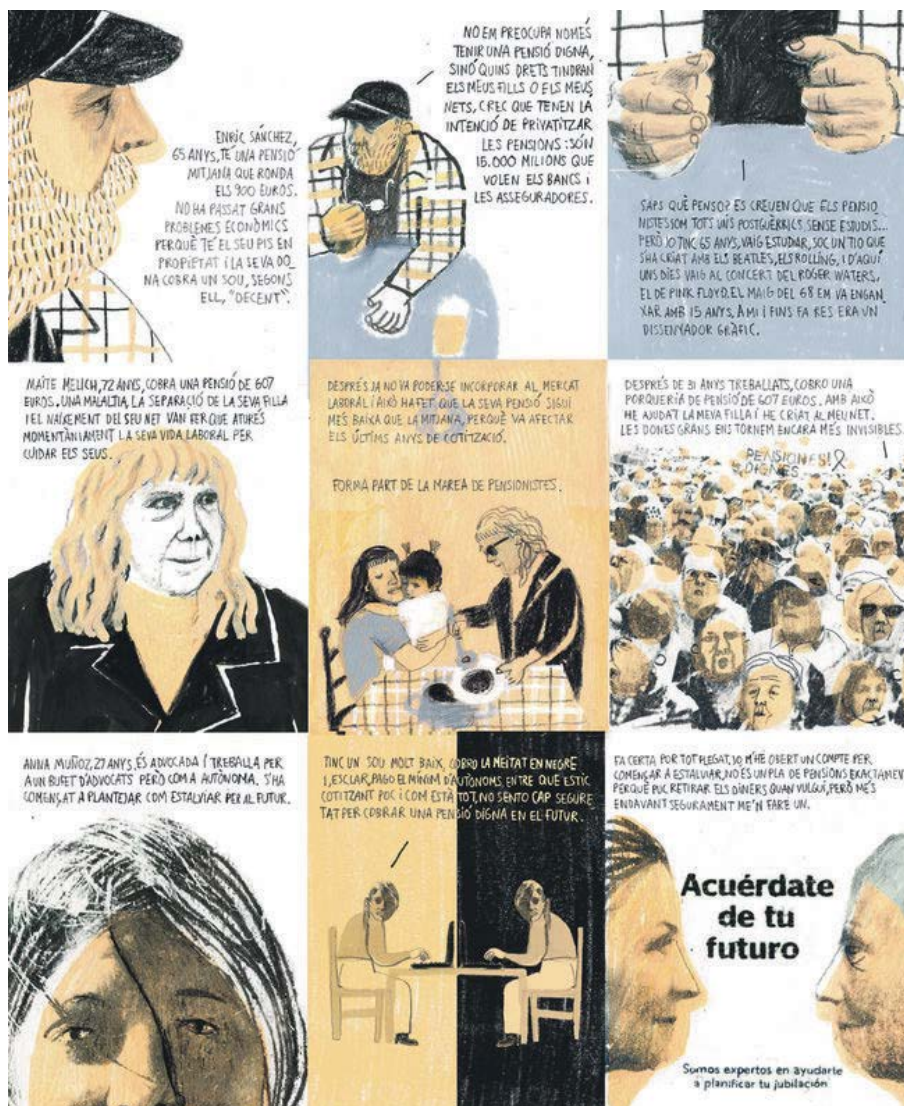 ENRIC SÁNCHEZ,
65 ANYS, TÉ UNA PENSIÓ
MITJANA QUE RONDA
ELS 900 EUROS.
NO HA PASSAT GRANS
PROBLEMES ECONÒMICS
PERQUÈ TÉ EL SEU PIS EN
PROPIETAT I LA SEVA DO
NA COBRA UN SOU, SEGONS
ELL, "DECENT".
NO EM PREOCUPA NOMÉS
TENIR UNA PENSIÓ DIGNA,
SINÓ QUINS DRETS TINDRAN
ELS MEUS FILLS O ELS MEUS
NETS, CREC QUE TENEN LA
INTENCIÓ DE PRIVATITZAR
LES PENSIONS: SÓN
15.000 MILIONS QUE
VOLEN ELS BANCS I
LES ASSEGURADORES.
SAPS QUÈ PENSO? ES CREUEN QUE ELS PENSIO
NISTES SOM TOTS UNS POSTGUÈRRICS SENSE ESTUDIS...
PERÒ JO TINC 65 ANYS, VAIG ESTUDIAR, SOC UN TIO QUE
S'HA CRIAT AMB ELS BEATLES, ELS ROLLING, I D'AQUÍ
UNS DIES VAIG AL CONCERT DEL ROGER WATERS,
EL DE PINK FLOYD. EL MAIG DEL 68 EM VA ENGAN
XAR AMB 15 ANYS, A MI I FINS FA RES ERA UN
DISSENYADOR GRÀFIC.
MAITE MELICH, 72 ANYS, COBRA UNA PENSIÓ DE 607
EUROS. UNA MALALTIA, LA SEPARACIÓ DE LA SEVA FILLA
I EL NAIXEMENT DEL SEU NET VAN FER QUE ATURÉS
MOMENTÀNIAMENT LA SEVA VIDA LABORAL PER
CUIDAR ELS SEUS.
DESPRÉS JA NO VA PODER-SE INCORPORAR AL MERCAT
LABORAL I AIXÒ HA FET QUE LA SEVA PENSIÓ SIGUI
MÉS BAIXA QUE LA MITJANA, PERQUÈ VA AFECTAR
ELS ÚLTIMS ANYS DE COTITZACIÓ.
FORMA PART DE LA MAREA DE PENSIONISTES.
DESPRÉS DE 31 ANYS TREBALLATS, COBRO UNA
PORQUERIA DE PENSIÓ DE 607 EUROS. AMB AIXÒ
HE AJUDAT LA MEVA FILLA I HE CRIAT AL MEU NET.
LES DONES GRANS ENS TORNEM ENCARA MÉS INVISIBLES.
PENSIONES!
DIGNES
ANNA MUÑOZ, 27 ANYS, ÉS ADVOCADA I TREBALLA PER
A UN BUFET D'ADVOCATS PERÒ COM A AUTÒNOMA. S'HA
COMENÇAT A PLANTEJAR COM ESTALVIAR PER AL FUTUR.
TINC UN SOU MOLT BAIX, COBRO LA MEITAT EN NEGRE
I, ESCLAR, PAGO EL MÍNIM D'AUTÒNOMS, ENTRE QUE ESTIC
COTITZANT POC I COM ESTÀ TOT, NO SENTO CAP SEGURE
TAT PER COBRAR UNA PENSIÓ DIGNA EN EL FUTUR.
FA CERTA POR TOT PLEGAT, JO M'HE OBERT UN COMPTE PER
COMENÇAR A ESTALVIAR, NO ÉS UN PLA DE PENSIONS EXACTAMEN
PERQUÈ PUC RETIRAR ELS DINERS QUAN VULGUI, PERÒ MÉS
ENDAVANT SEGURAMENT ME'N FARÉ UN.
Acuérdate
de tu
futuro
Somos expertos en ayudarte
a planificar tu jubilación